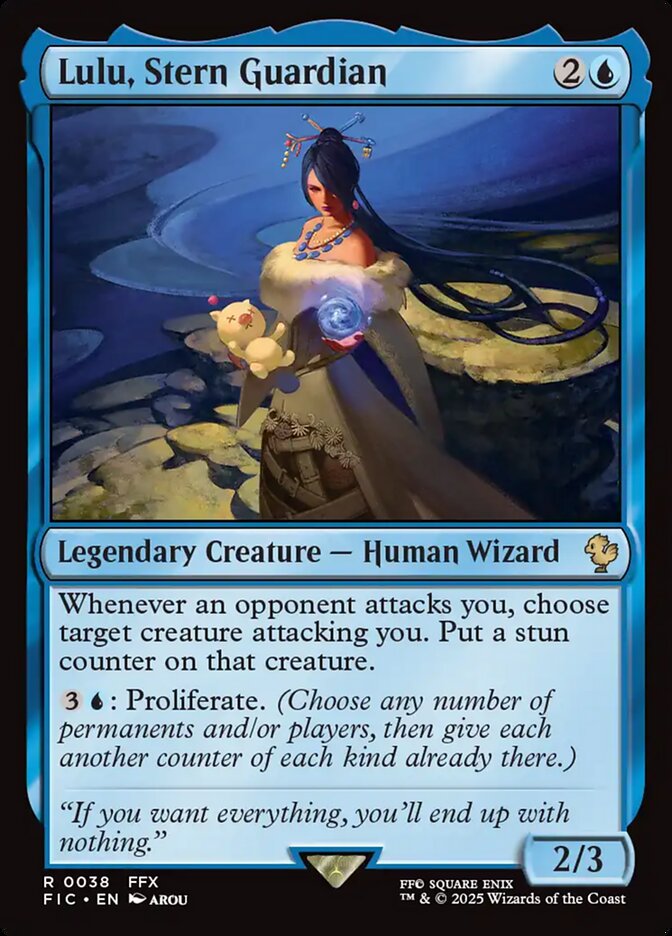 Lulu, Stern Guardian 2
Legendary Creature — Human Wizard
Whenever an opponent attacks you, choose
target creature attacking you. Put a stun
counter on that creature.
3 : Proliferate. (Choose any number of
permanents and/or players, then give each
another counter of each kind already there.)
“If you want everything, you’ll end up with
nothing.”
2/3
R 0038 FFX
FIC • EN AROU
FF© SQUARE ENIX
™ & © 2025 Wizards of the Coast